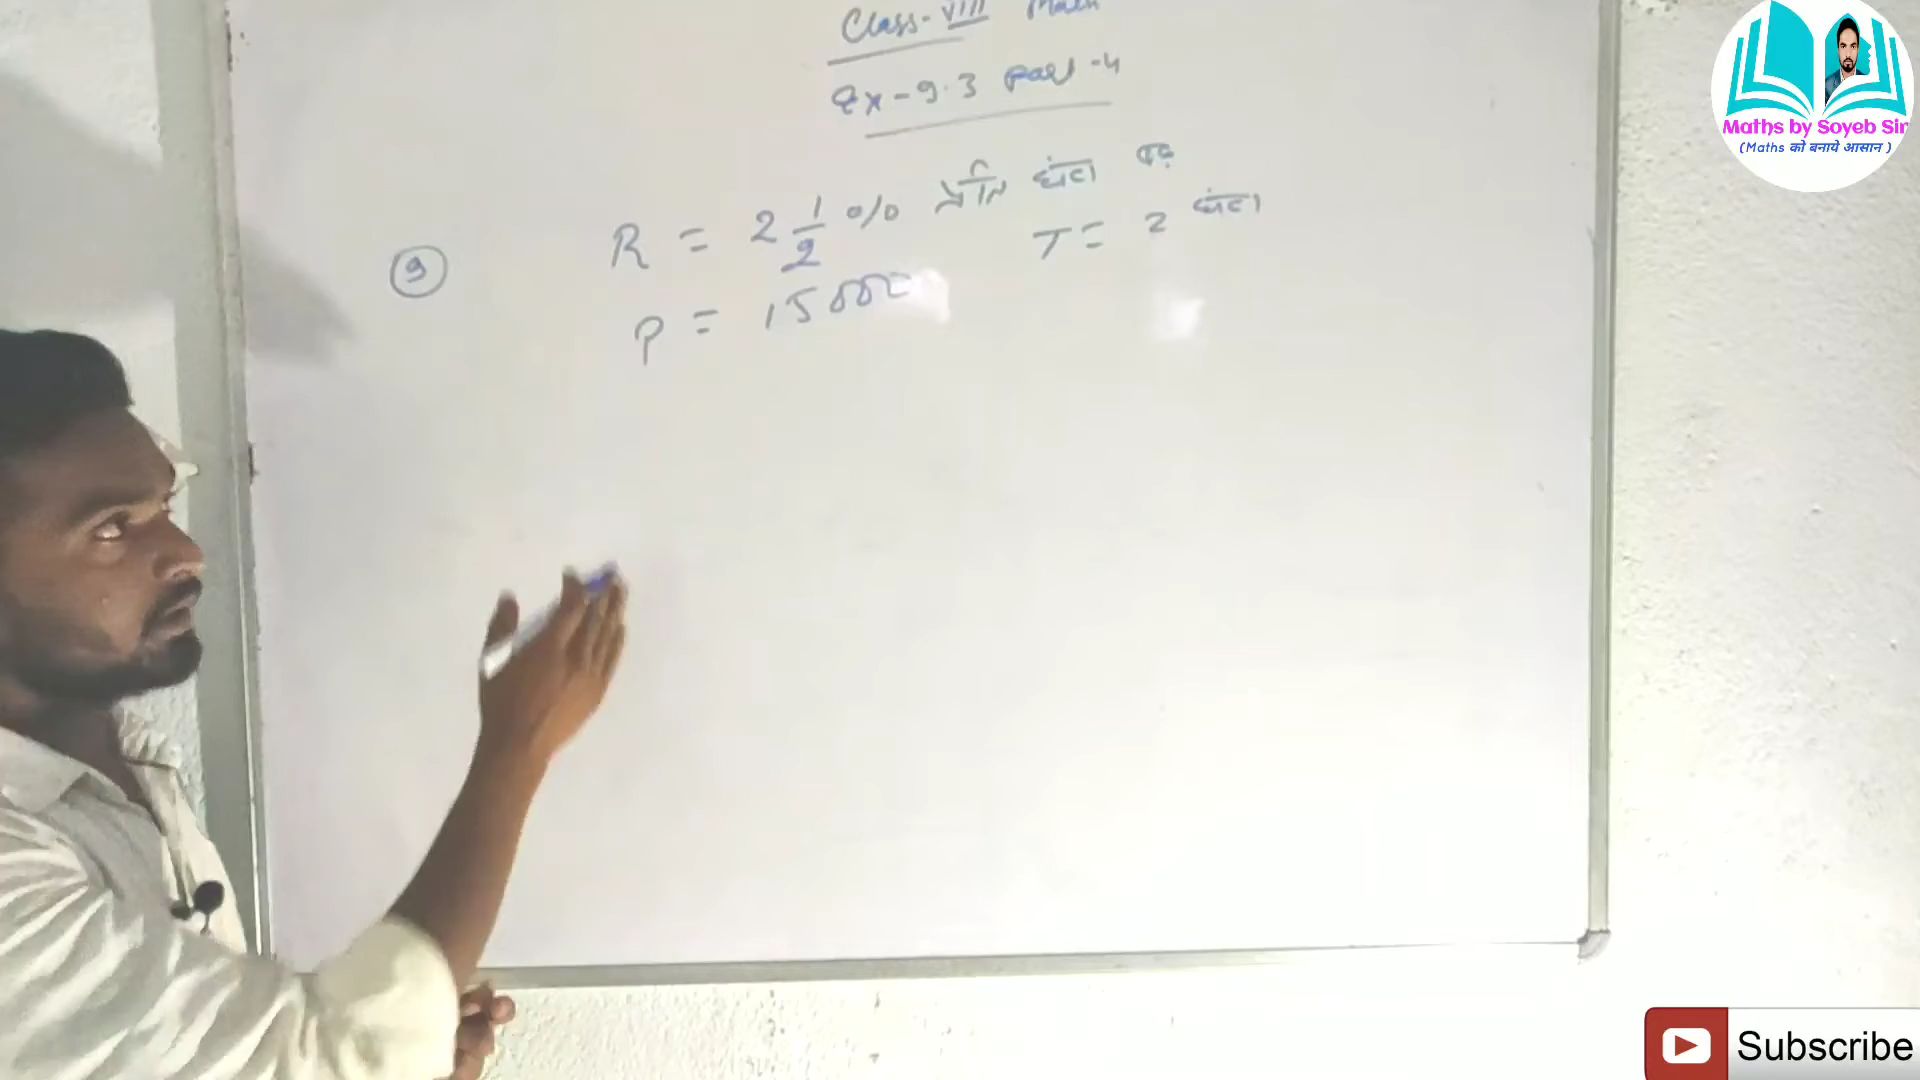 Class-VIII Math
Ex-9.3 Part-4
9
R = 2 1/2 % प्रति घंटा
T = 2 घंटा
P = 15000
Maths by Soyeb Sir
(Maths को बनाये आसान )
Subscribe